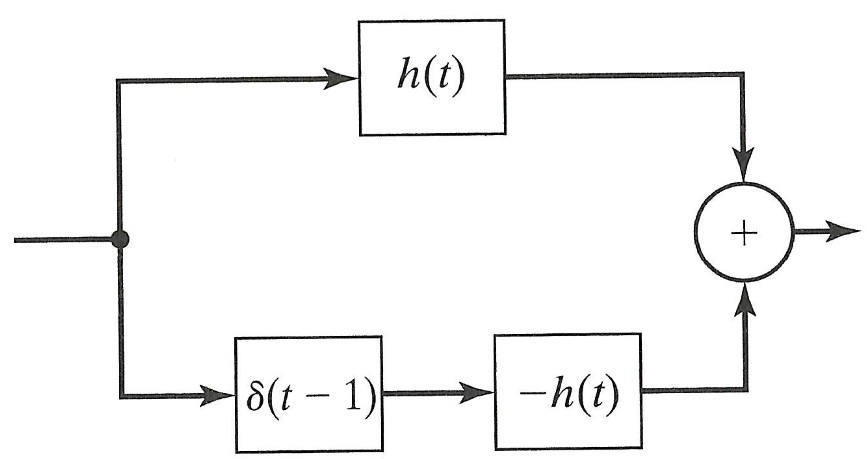 h(t)
+
δ(t − 1)
−h(t)